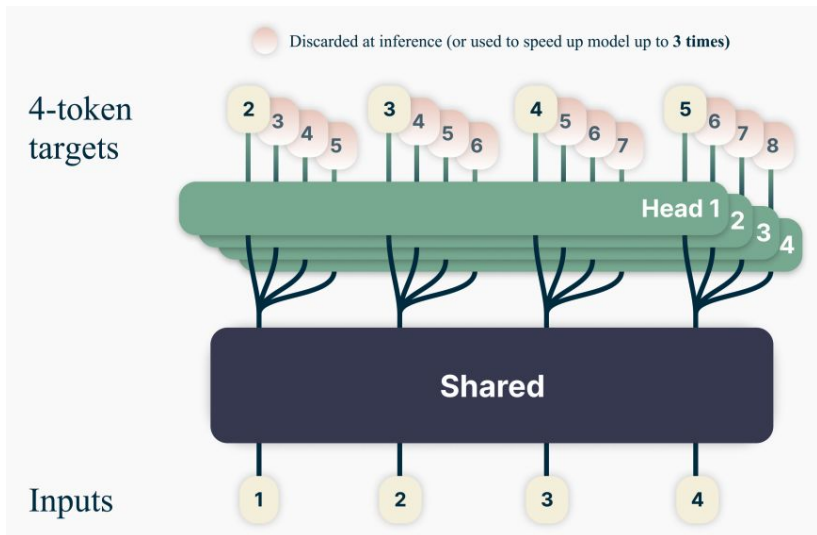 Discarded at inference (or used to speed up model up to 3 times)
4-token
targets
2 3 4 5
3 4 5 6
4 5 6 7
5 6 7 8
Head 1
2
3
4
Shared
Inputs
1 2 3 4